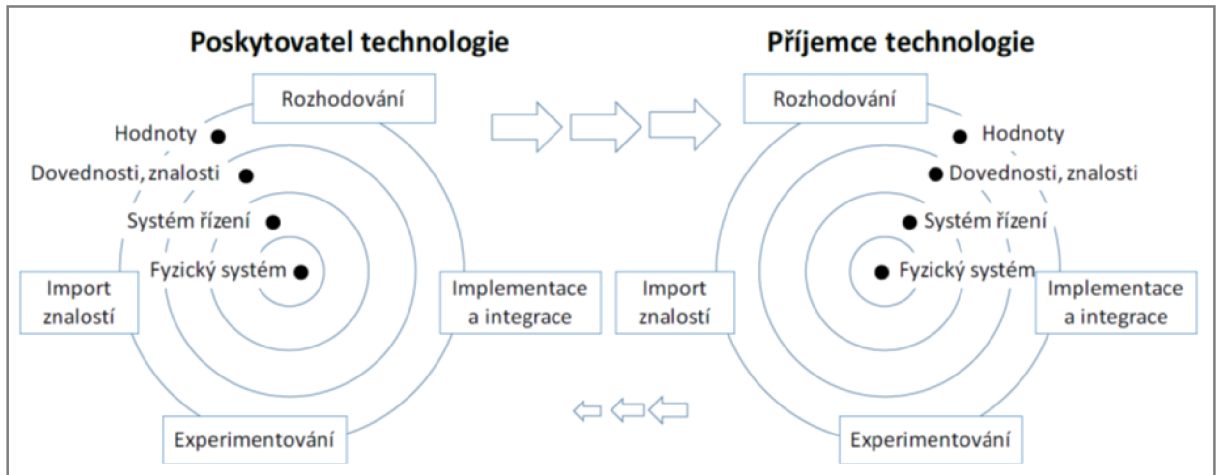 Poskytovatel technologie
Rozhodování
Hodnoty
Dovednosti, znalosti
Systém řízení
Fyzický systém
Import
znalostí
Implementace
a integrace
Experimentování
Příjemce technologie
Rozhodování
Hodnoty
Dovednosti, znalosti
Systém řízení
Fyzický systém
Import
znalostí
Implementace
a integrace
Experimentování